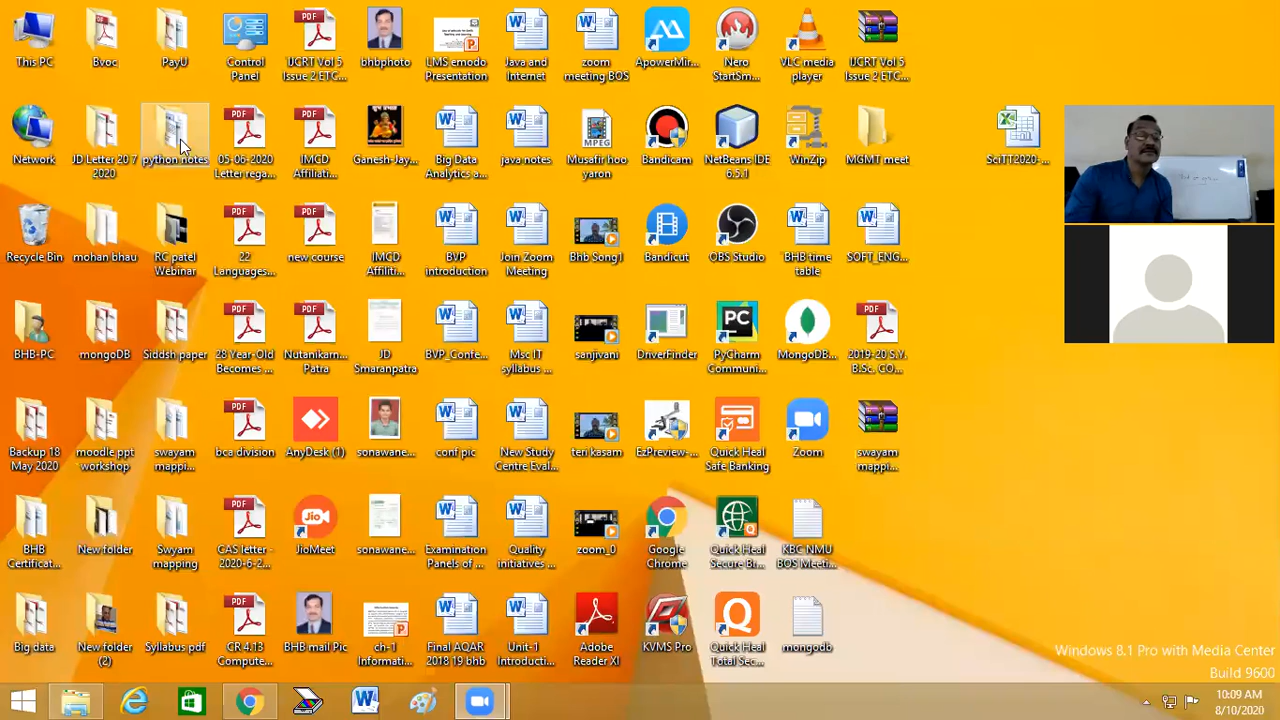 This PC
Bvoc
PayU
Control
Panel
IJCRT Vol 5
Issue 2 ETC...
bhbphoto
LMS emodo
Presentation
Java and
Internet
zoom
meeting BOS
ApowerMir...
Nero
StartSm...
VLC media
player
IJCRT Vol 5
Issue 2 ETC...
Network
JD Letter 20 7
2020
python notes
05-06-2020
Letter rega...
IMCD
Affiliati...
Ganesh-Jay...
Big Data
Analytics a...
java notes
Musafir hoo
yaron
Bandicam
NetBeans IDE
6.5.1
WinZip
MGMT meet
SciTT2020-...
Recycle Bin
mohan bhau
RC patel
Webinar
22
Languages...
new course
IMCD
Affiliti...
BVP
introduction
Join Zoom
Meeting
Bhb Song1
Bandicut
OBS Studio
`BHB time
table
SOFT_ENG...
BHB-PC
mongoDB
Siddsh paper
28 Year-Old
Becomes ...
Nutanikarn...
Patra
JD
Smaranpatra
BVP_Confe...
Msc IT
syllabus ...
sanjivani
DriverFinder
PyCharm
Communi...
MongoDB...
2019-20 S.Y.
B.Sc. CO...
Backup 18
May 2020
moodle ppt
workshop
swayam
mappi...
bca division
AnyDesk (1)
sonawane...
conf pic
New Study
Centre Eval...
teri kasam
EzPreview-...
Quick Heal
Safe Banking
Zoom
swayam
mappi...
BHB
Certificat...
New folder
Swyam
mapping
CAS letter -
2020-6-2...
JioMeet
sonawane...
Examination
Panels of ...
Quality
initiatives ...
zoom_0
Google
Chrome
Quick Heal
Secure Br...
KBC NMU
BOS Meeti...
Big data
New folder
(2)
Syllabus pdf
CR 4.13
Compute...
BHB mail Pic
ch-1
Informati...
Final AQAR
2018 19 bhb
Unit-1
Introducti...
Adobe
Reader XI
KVMS Pro
Quick Heal
Total Sec...
mongodb
Windows 8.1 Pro with Media Center
Build 9600
10:09 AM
8/10/2020